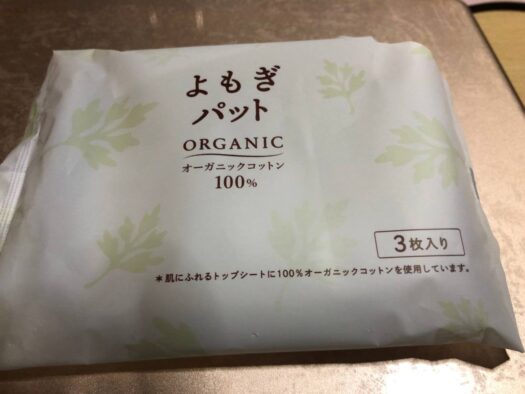 よもぎ
パット
ORGANIC
オーガニックコットン
100%
3枚入り
*肌にふれるトップシートに100%オーガニックコットンを使用しています。